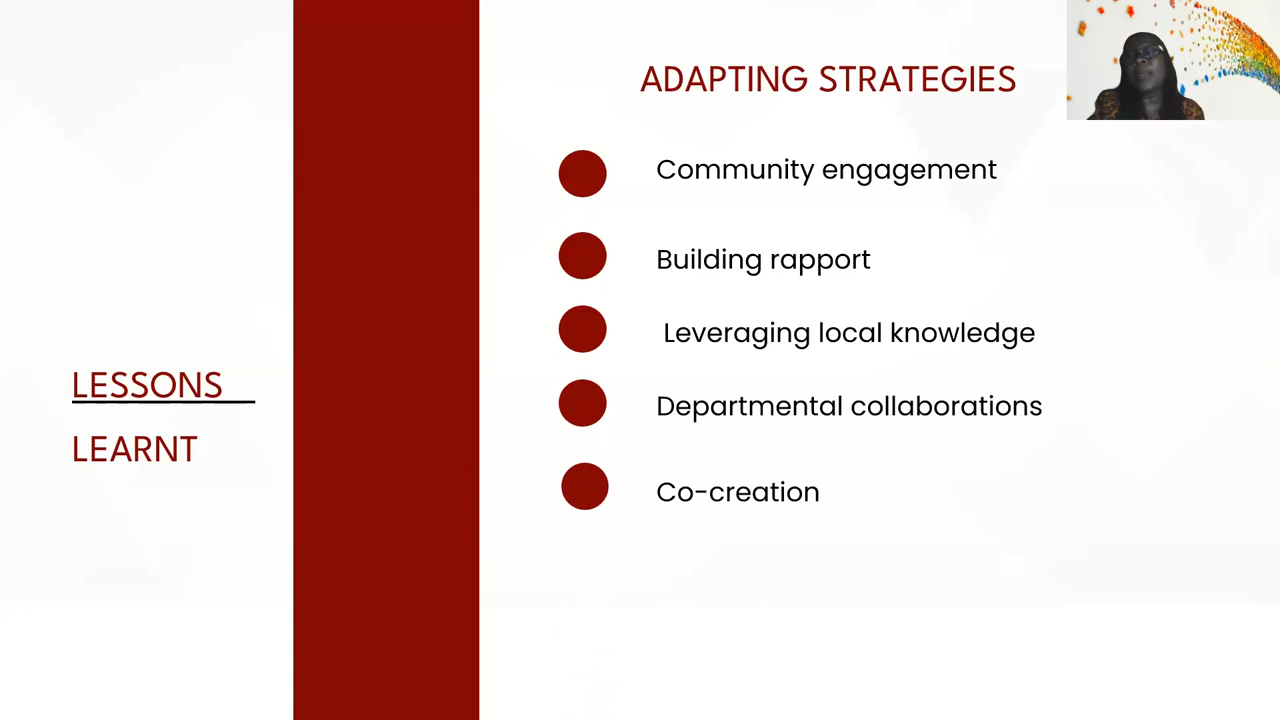 LESSONS
LEARNT
ADAPTING STRATEGIES
Community engagement
Building rapport
Leveraging local knowledge
Departmental collaborations
Co-creation